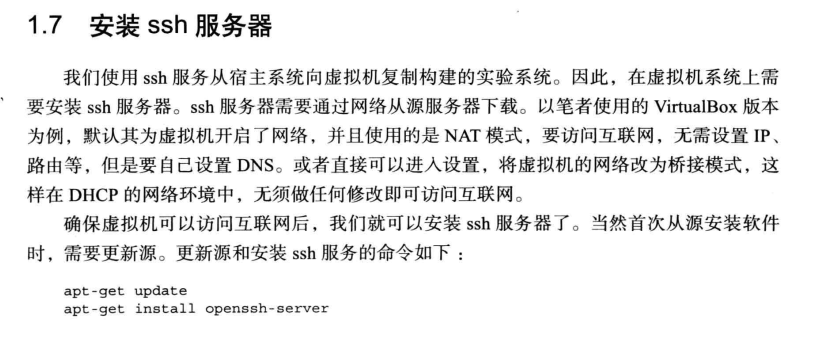 1.7 安装 ssh 服务器
我们使用 ssh 服务从宿主系统向虚拟机复制构建的实验系统。因此，在虚拟机系统上需
要安装 ssh 服务器。ssh 服务器需要通过网络从源服务器下载。以笔者使用的 VirtualBox 版本
为例，默认其为虚拟机开启了网络，并且使用的是 NAT 模式，要访问互联网，无需设置 IP、
路由等，但是要自己设置 DNS。或者直接可以进入设置，将虚拟机的网络改为桥接模式，这
样在 DHCP 的网络环境中，无须做任何修改即可访问互联网。
确保虚拟机可以访问互联网后，我们就可以安装 ssh 服务器了。当然首次从源安装软件
时，需要更新源。更新源和安装 ssh 服务的命令如下：
apt-get update
apt-get install openssh-server